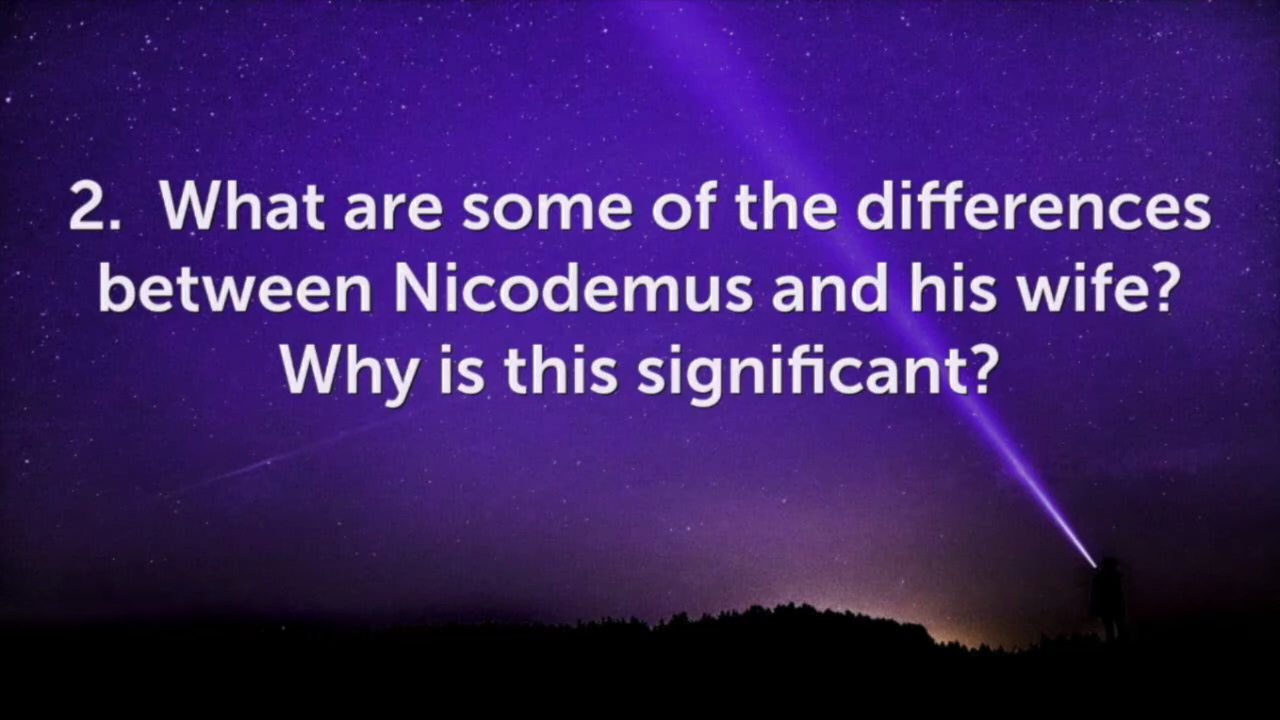 2. What are some of the differences
between Nicodemus and his wife?
Why is this significant?